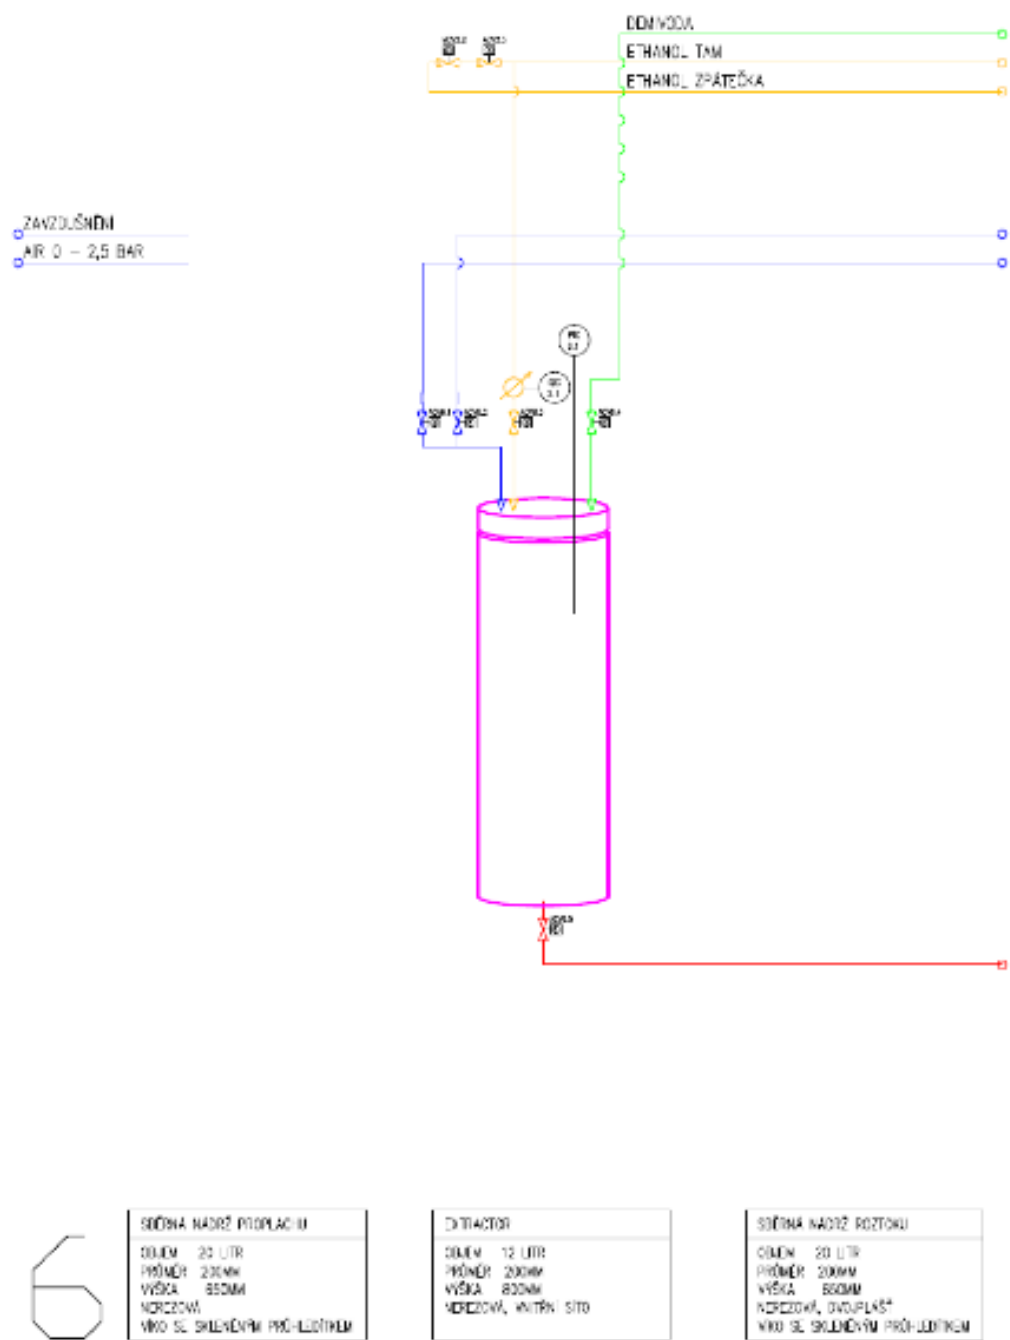 DEMIVODA
ETHANOL TAM
ETHANOL ZPÁTEČKA
ZAVZDUŠNĚNÍ
AIR 0 - 2,5 BAR
6
SBĚRNÁ NÁDRŽ PROPLACHU
OBJEM 20 LITR
PRŮMĚR 200MM
VÝŠKA 650MM
NEREZOVÁ
VÍKO SE SKLENĚNÝM PRŮHLEDÍTKEM
EXTRACTOR
OBJEM 12 LITR
PRŮMĚR 200MM
VÝŠKA 800MM
NEREZOVÁ, VNITŘNÍ SÍTO
SBĚRNÁ NÁDRŽ ROZTOKU
OBJEM 20 LITR
PRŮMĚR 200MM
VÝŠKA 650MM
NEREZOVÁ, DVOJPLÁŠŤ
VÍKO SE SKLENĚNÝM PRŮHLEDÍTKEM